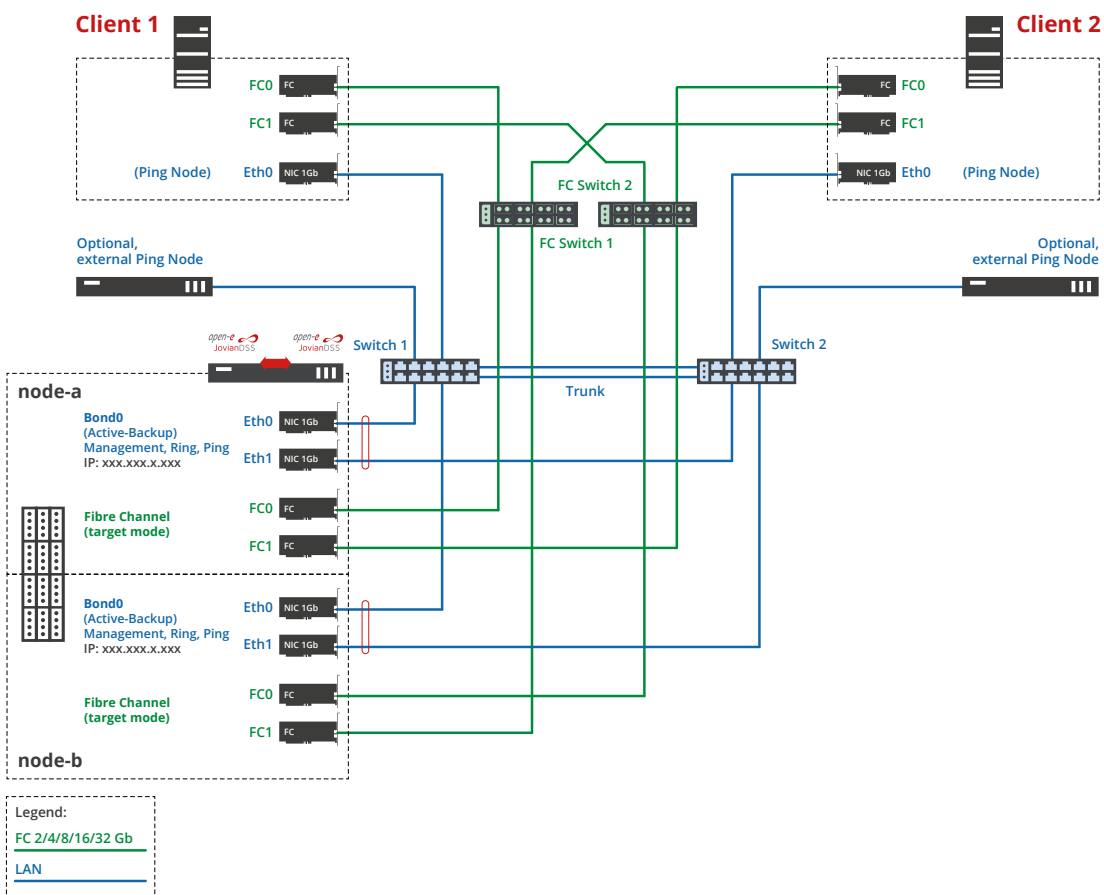 Client 1
Client 2
FC0
FC
FC
FC0
FC1
FC
FC
FC1
(Ping Node)
Eth0
NIC 1Gb
NIC 1Gb
Eth0
(Ping Node)
FC Switch 2
FC Switch 1
Optional,
external Ping Node
Optional,
external Ping Node
open-e
JovianDSS
open-e
JovianDSS
Switch 1
Switch 2
Trunk
node-a
Bond0
(Active-Backup)
Management, Ring, Ping
IP: xxx.xxx.x.xxx
Eth0
NIC 1Gb
Eth1
NIC 1Gb
Fibre Channel
(target mode)
FC0
FC
FC1
FC
Bond0
(Active-Backup)
Management, Ring, Ping
IP: xxx.xxx.x.xxx
Eth0
NIC 1Gb
Eth1
NIC 1Gb
Fibre Channel
(target mode)
FC0
FC
FC1
FC
node-b
Legend:
FC 2/4/8/16/32 Gb
LAN